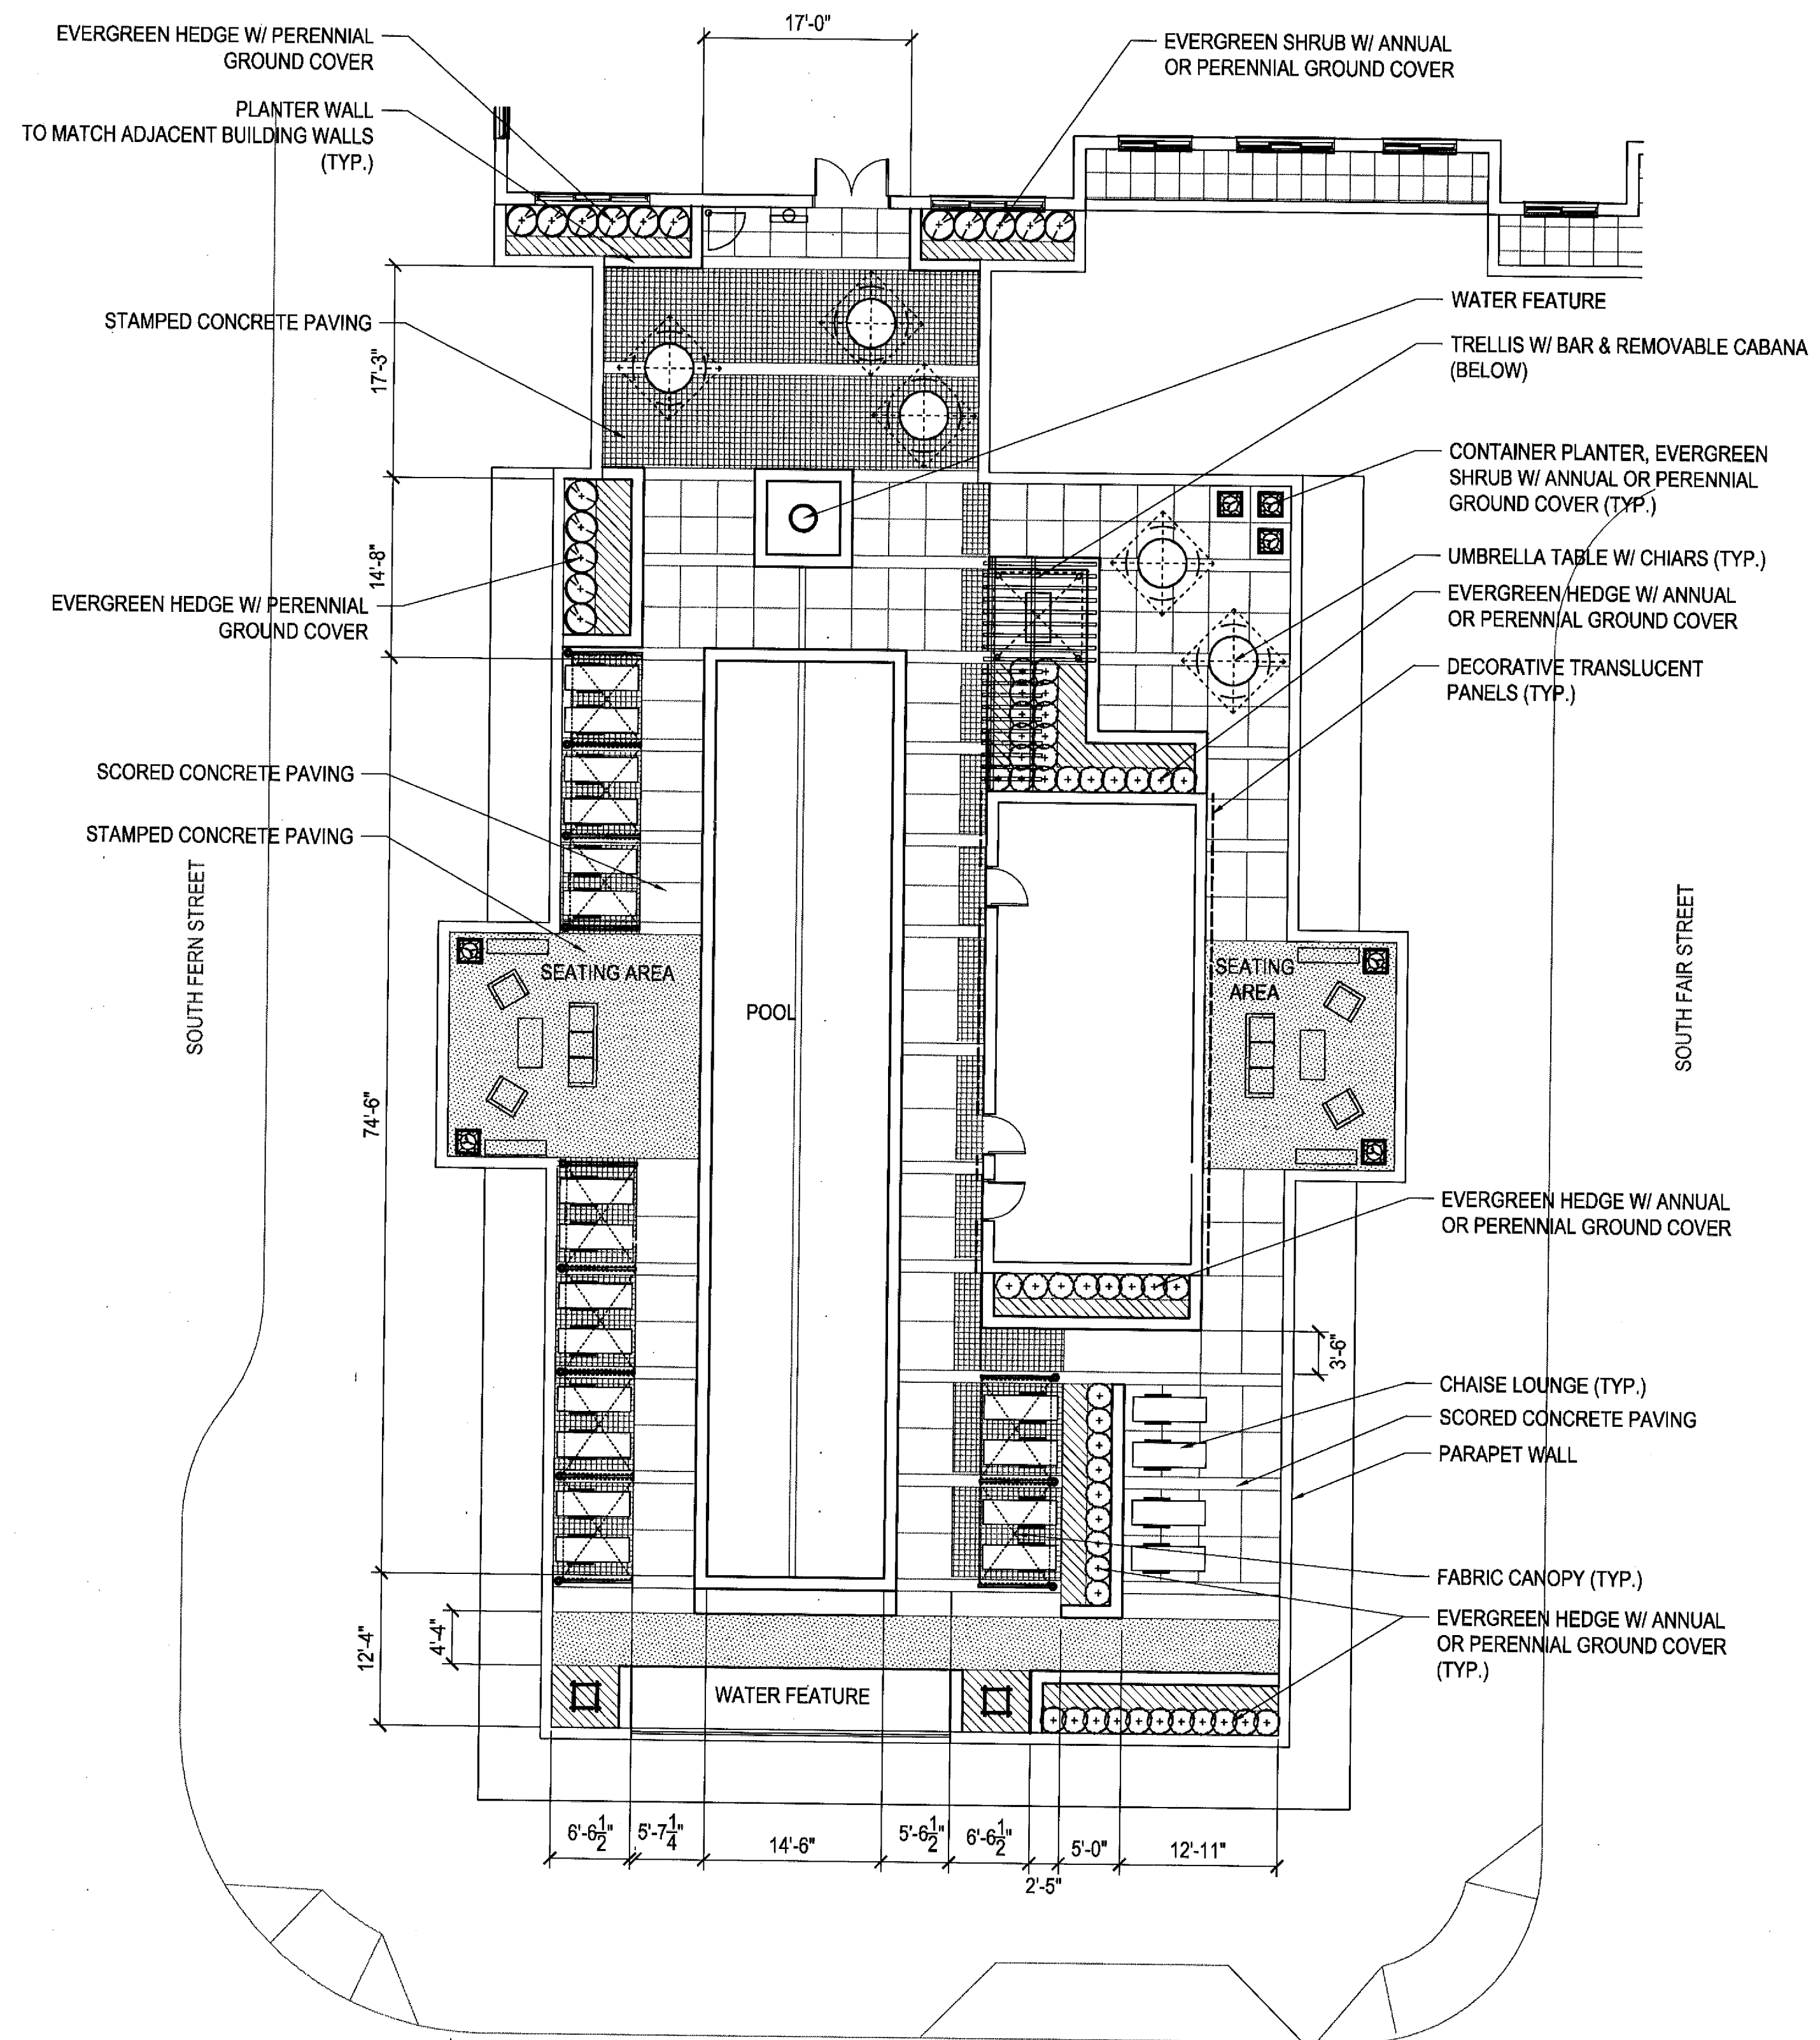 17'-0"
EVERGREEN HEDGE W/ PERENNIAL
GROUND COVER
EVERGREEN SHRUB W/ ANNUAL
OR PERENNIAL GROUND COVER
PLANTER WALL
TO MATCH ADJACENT BUILDING WALLS
(TYP.)
STAMPED CONCRETE PAVING
17'-3"
WATER FEATURE
TRELLIS W/ BAR & REMOVABLE CABANA
(BELOW)
CONTAINER PLANTER, EVERGREEN
SHRUB W/ ANNUAL OR PERENNIAL
GROUND COVER (TYP.)
14'-8"
UMBRELLA TABLE W/ CHIARS (TYP.)
EVERGREEN HEDGE W/ ANNUAL
OR PERENNIAL GROUND COVER
EVERGREEN HEDGE W/ PERENNIAL
GROUND COVER
DECORATIVE TRANSLUCENT
PANELS (TYP.)
SCORED CONCRETE PAVING
STAMPED CONCRETE PAVING
SOUTH FERN STREET
SOUTH FAIR STREET
SEATING AREA
SEATING
AREA
POOL
74'-6"
EVERGREEN HEDGE W/ ANNUAL
OR PERENNIAL GROUND COVER
3'-6"
CHAISE LOUNGE (TYP.)
SCORED CONCRETE PAVING
PARAPET WALL
FABRIC CANOPY (TYP.)
EVERGREEN HEDGE W/ ANNUAL
OR PERENNIAL GROUND COVER
(TYP.)
12'-4"
4'-4"
WATER FEATURE
6'-6 1/2"
5'-7 1/4"
14'-6"
5'-6 1/2"
6'-6 1/2"
2'-5"
5'-0"
12'-11"